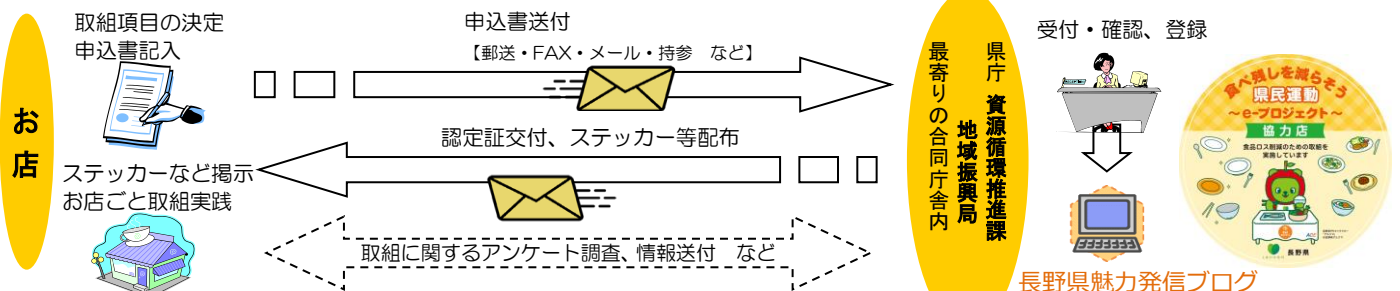 お店
取組項目の決定
申込書記入
ステッカーなど掲示
お店ごと取組実践
申込書送付
【郵送・FAX・メール・持参 など】
認定証交付、ステッカー等配布
取組に関するアンケート調査、情報送付 など
県庁 資源循環推進課
地域振興局
最寄りの合同庁舎内
受付・確認、登録
長野県魅力発信ブログ
食べ残しを減らそう
県民運動
～e-プロジェクト～
協力店
食品ロス削減のための取組を
実施しています
長野県